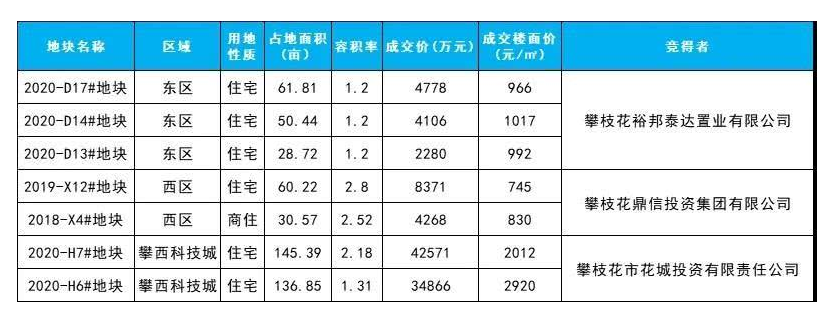 地块名称 区域 用地性质 占地面积(亩) 容积率 成交价(万元) 成交楼面价(元/㎡) 竞得者
2020-D17#地块 东区 住宅 61.81 1.2 4778 966 攀枝花裕邦泰达置业有限公司
2020-D14#地块 东区 住宅 50.44 1.2 4106 1017
2020-D13#地块 东区 住宅 28.72 1.2 2280 992
2019-X12#地块 西区 住宅 60.22 2.8 8371 745 攀枝花鼎信投资集团有限公司
2018-X4#地块 西区 商住 30.57 2.52 4268 830
2020-H7#地块 攀西科技城 住宅 145.39 2.18 42571 2012 攀枝花市花城投资有限责任公司
2020-H6#地块 攀西科技城 住宅 136.85 1.31 34866 2920